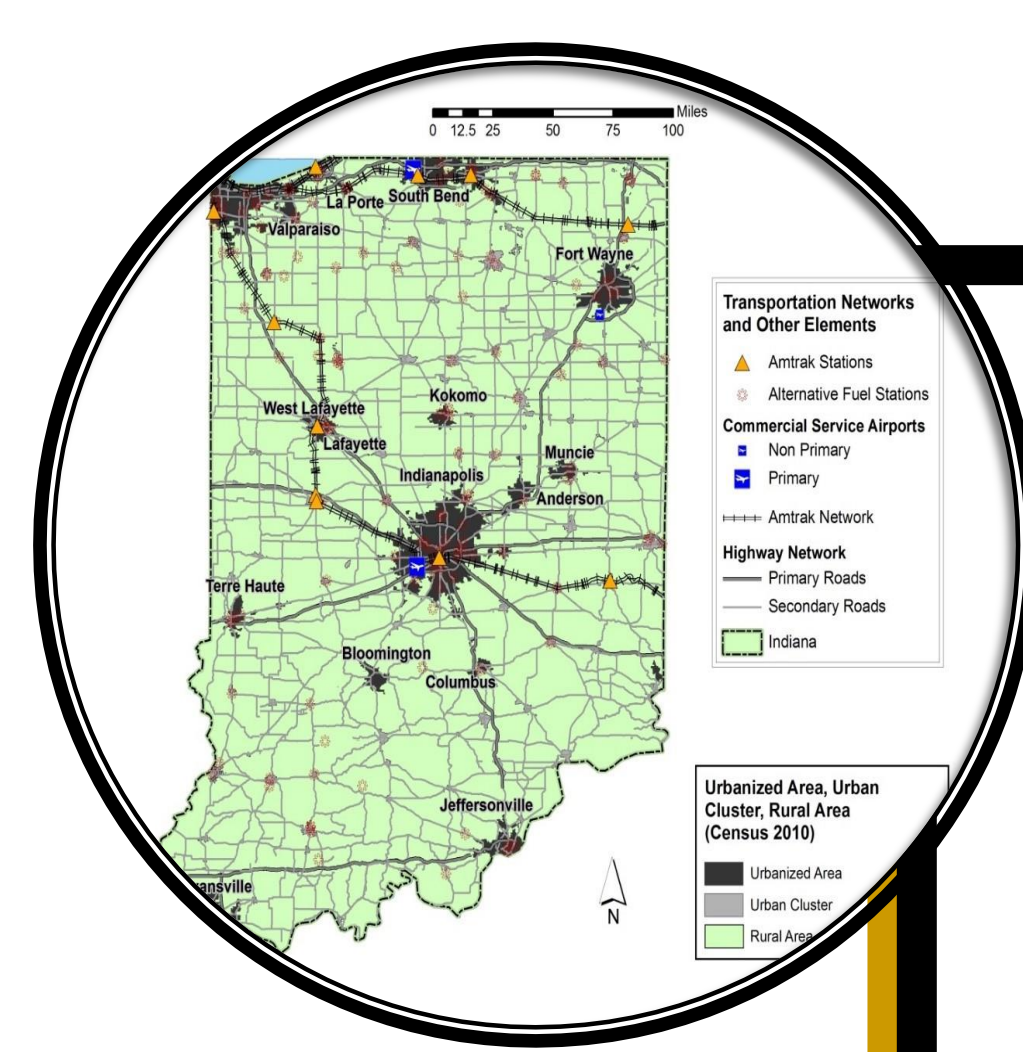 Miles
0 12.5 25 50 75 100
La Porte
South Bend
Valparaiso
Fort Wayne
Kokomo
West Lafayette
Lafayette
Muncie
Indianapolis
Anderson
Terre Haute
Bloomington
Columbus
Jeffersonville
ansville
N
Transportation Networks
and Other Elements
Amtrak Stations
Alternative Fuel Stations
Commercial Service Airports
Non Primary
Primary
Amtrak Network
Highway Network
Primary Roads
Secondary Roads
Indiana
Urbanized Area, Urban
Cluster, Rural Area
(Census 2010)
Urbanized Area
Urban Cluster
Rural Area